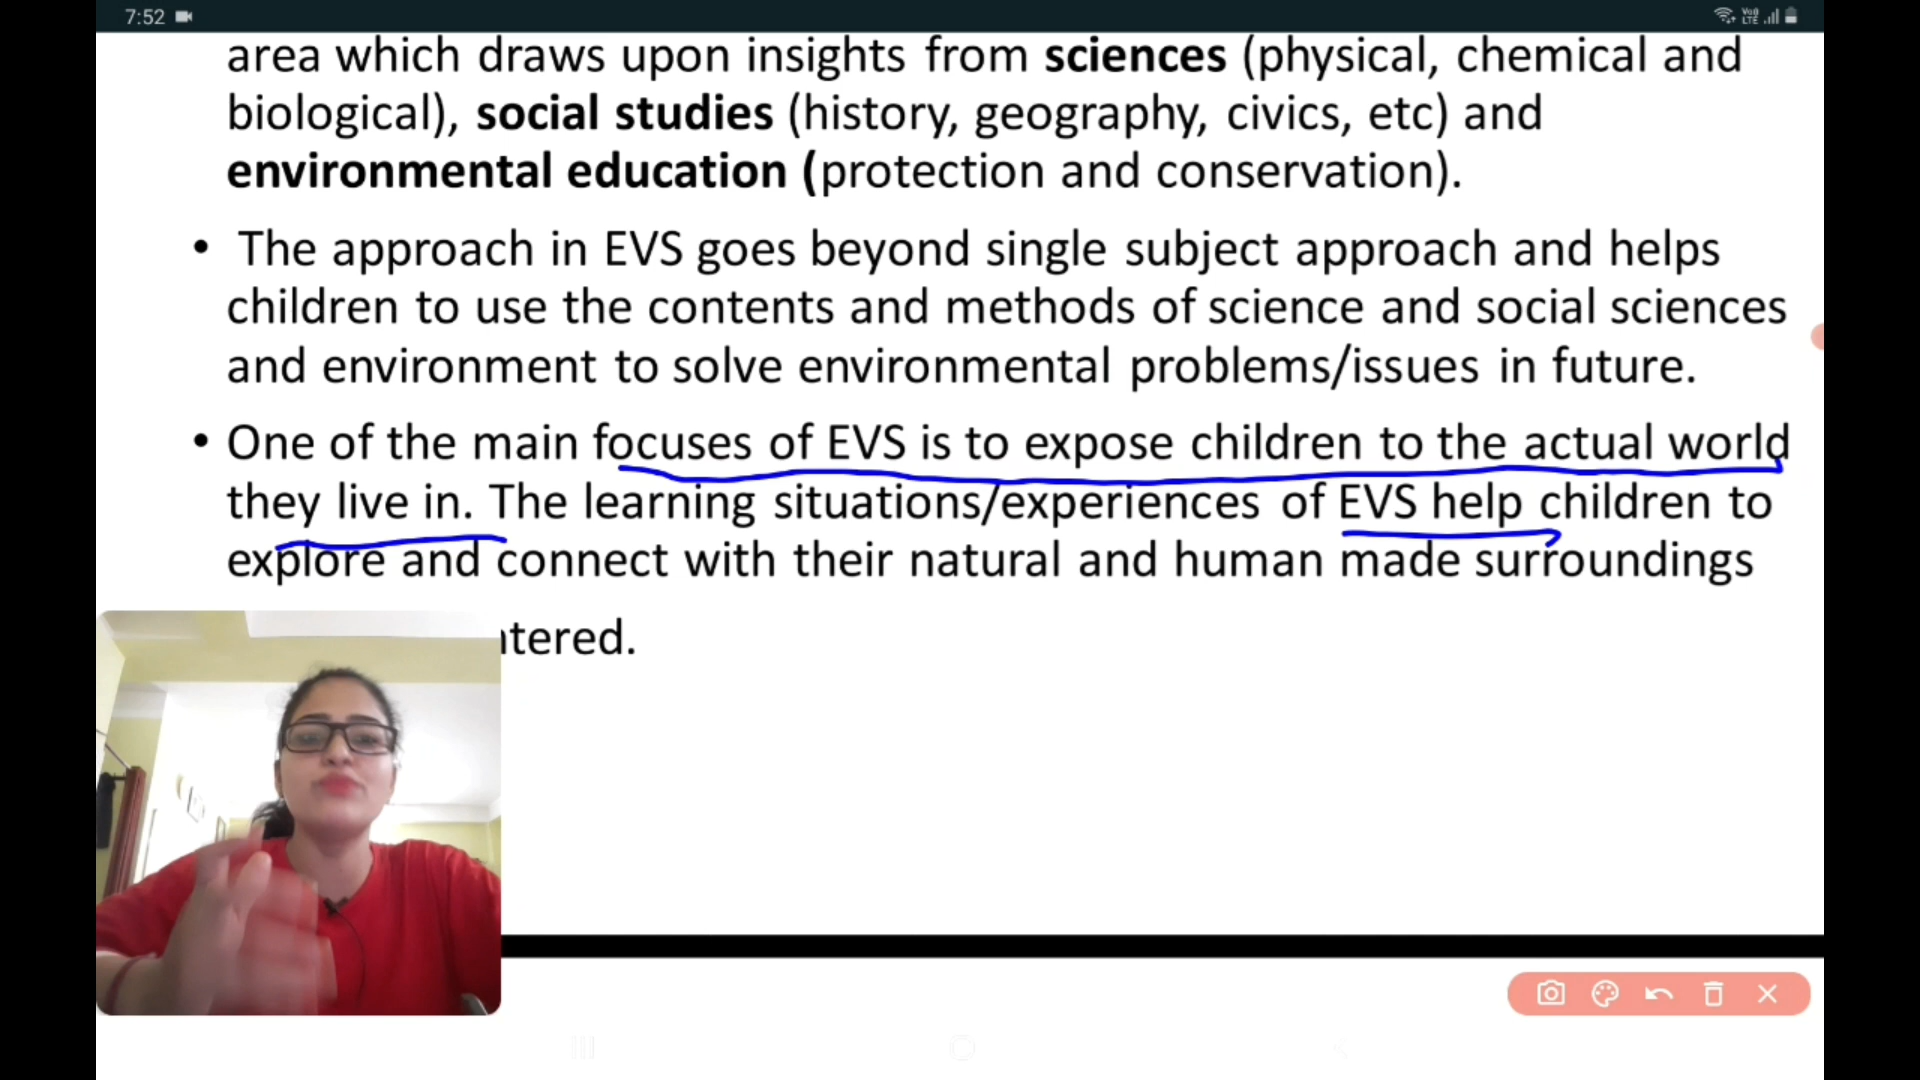 7:52
area which draws upon insights from sciences (physical, chemical and
biological), social studies (history, geography, civics, etc) and
environmental education (protection and conservation).
• The approach in EVS goes beyond single subject approach and helps
children to use the contents and methods of science and social sciences
and environment to solve environmental problems/issues in future.
• One of the main focuses of EVS is to expose children to the actual world
they live in. The learning situations/experiences of EVS help children to
explore and connect with their natural and human made surroundings
ntered.